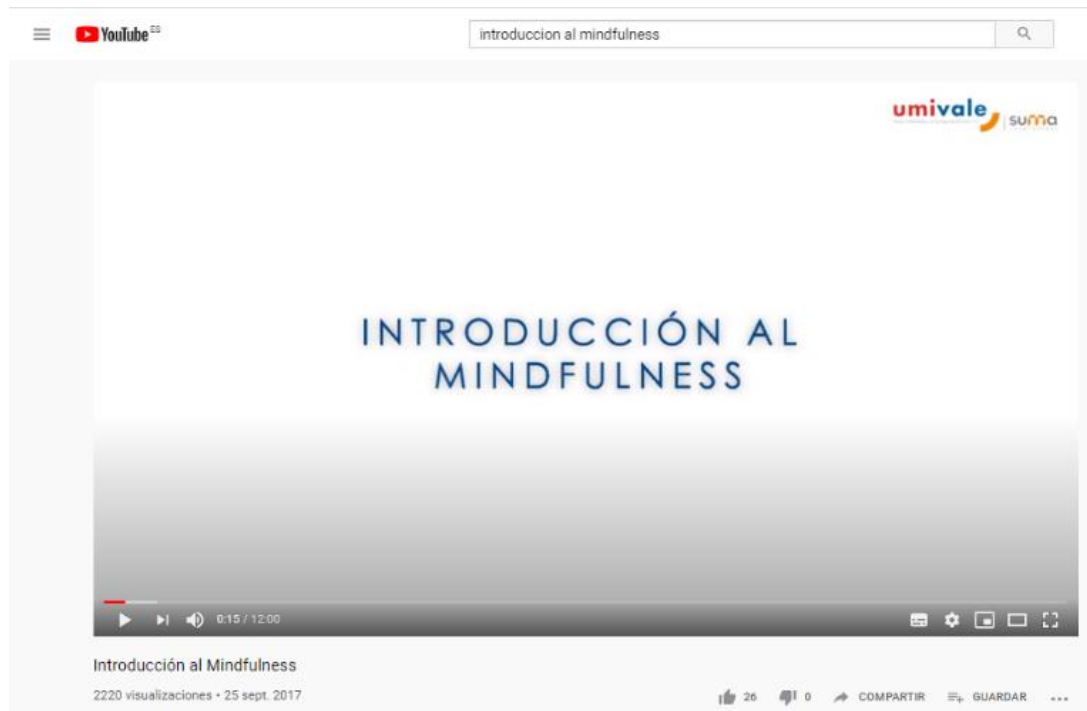 YouTube ES
introduccion al mindfulness
umivale suma
INTRODUCCIÓN AL
MINDFULNESS
0:15 / 12:00
Introducción al Mindfulness
2220 visualizaciones • 25 sept. 2017
26 0 COMPARTIR GUARDAR